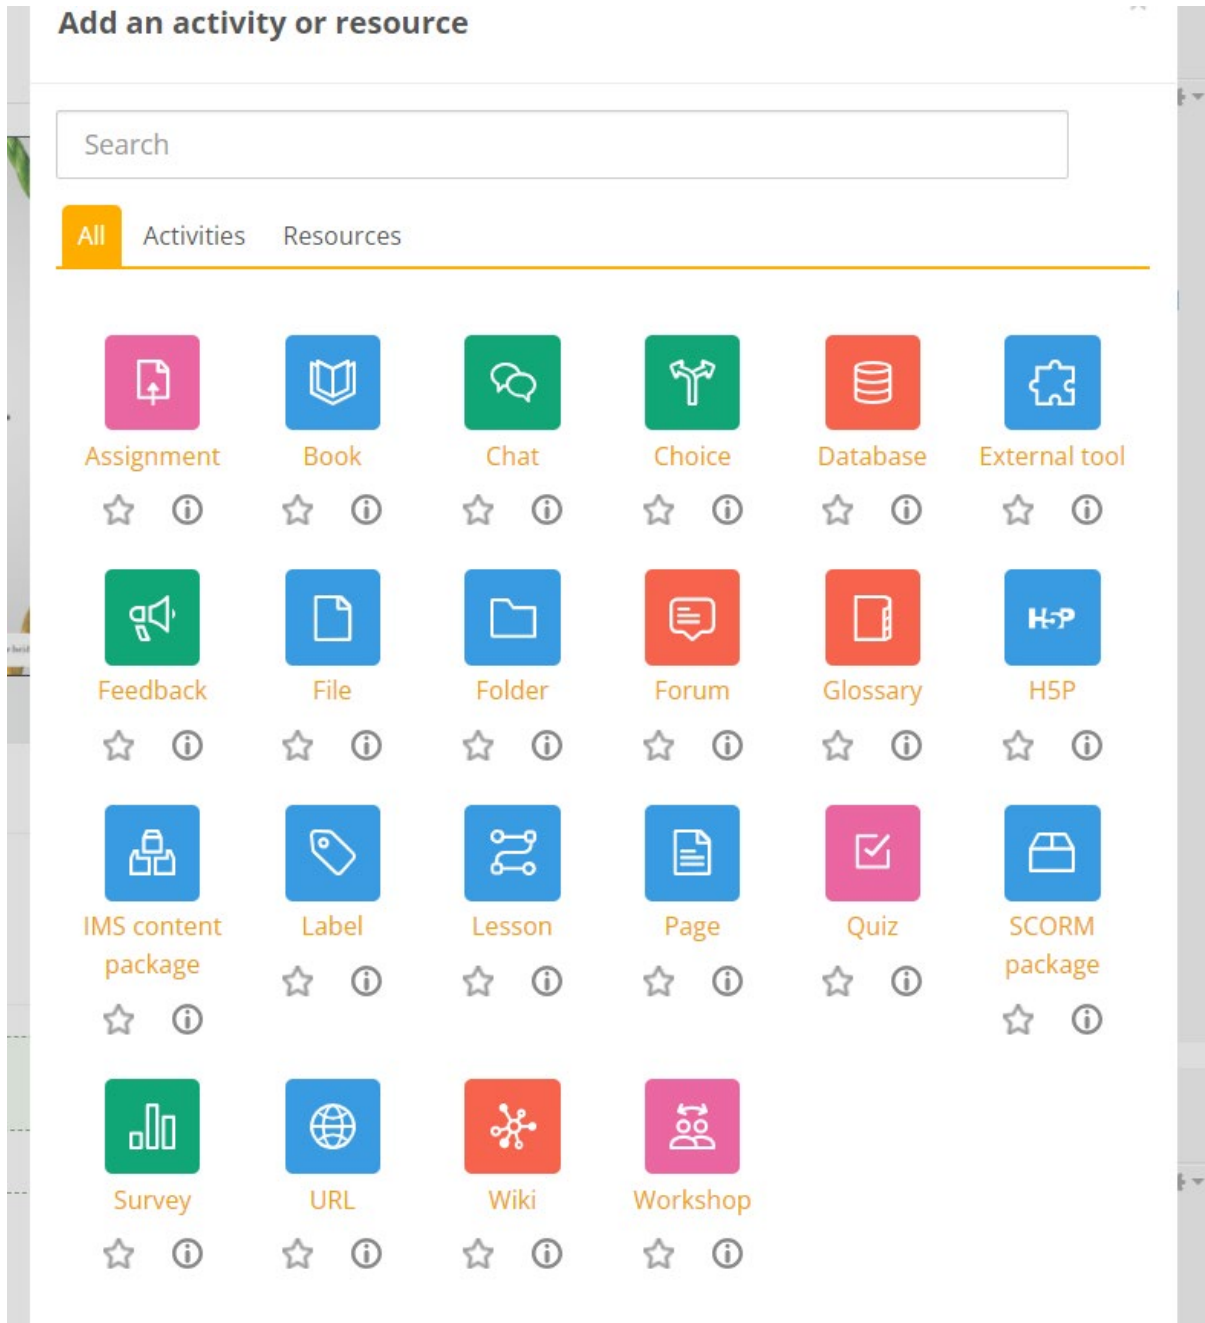 Add an activity or resource
Search
All Activities Resources
Assignment Book Chat Choice Database External tool
H5P
Feedback File Folder Forum Glossary H5P
IMS content package Label Lesson Page Quiz SCORM package
Survey URL Wiki Workshop